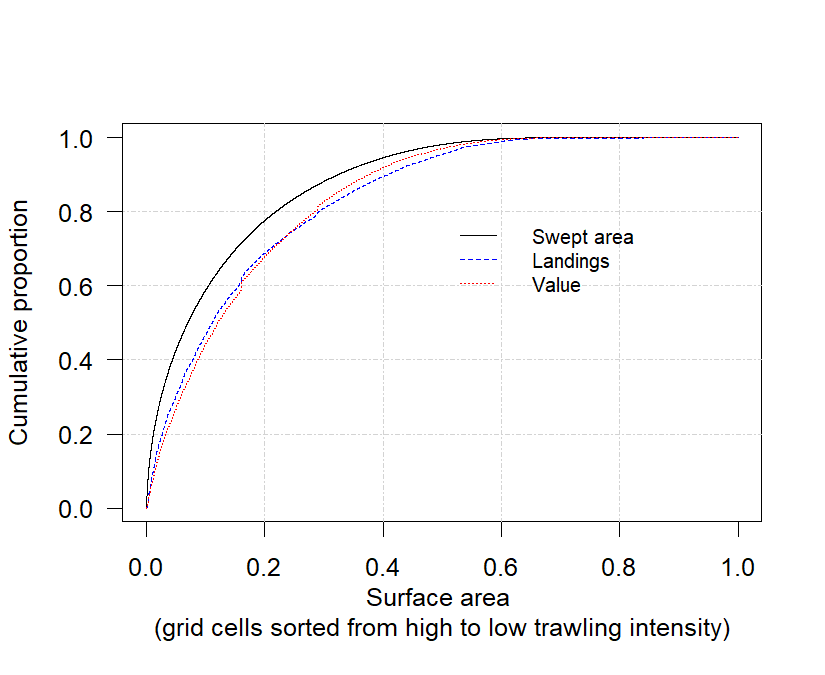 1.0
0.8
0.6
0.4
0.2
0.0
Cumulative proportion
Swept area
Landings
Value
0.0 0.2 0.4 0.6 0.8 1.0
Surface area
(grid cells sorted from high to low trawling intensity)